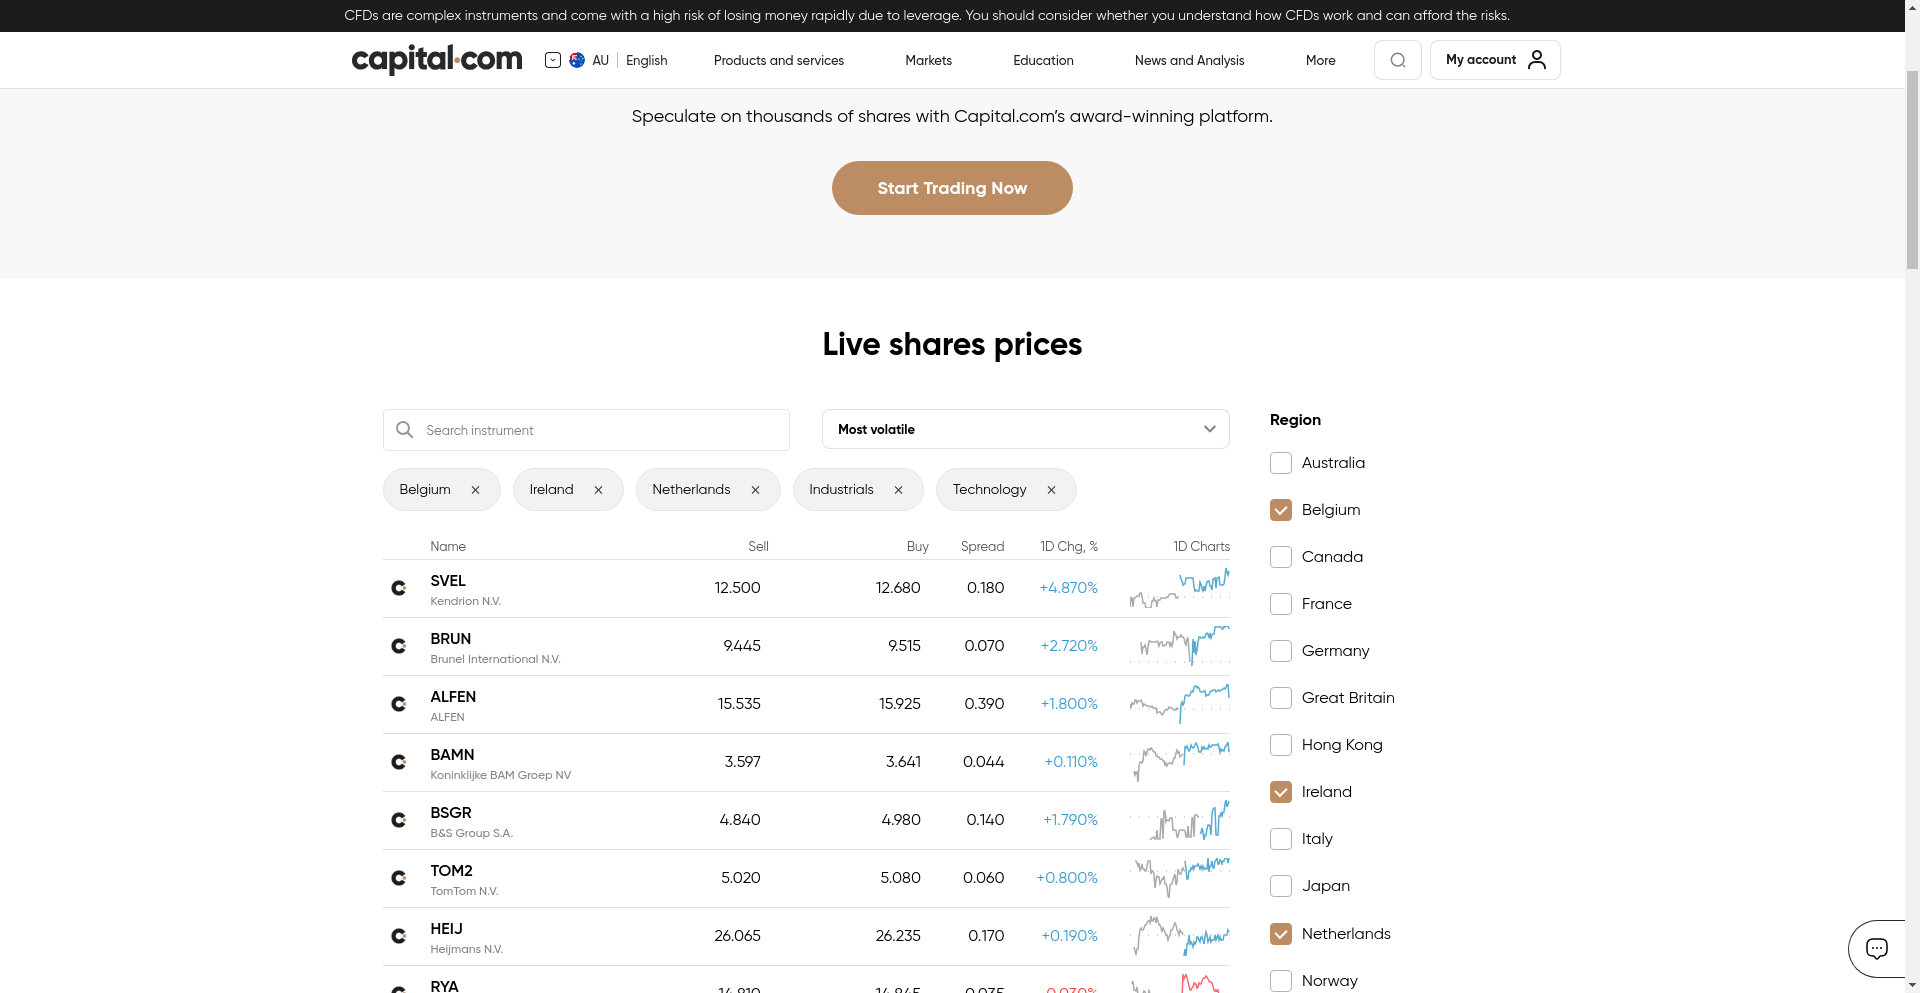 CFDs are complex instruments and come with a high risk of losing money rapidly due to leverage. You should consider whether you understand how CFDs work and can afford the risks.
capital.com AU English Products and services Markets Education News and Analysis More My account
Speculate on thousands of shares with Capital.com’s award-winning platform.
Start Trading Now
Live shares prices
Search instrument
Most volatile
Belgium Ireland Netherlands Industrials Technology
Name Sell Buy Spread 1D Chg, % 1D Charts
SVEL 12.500 12.680 0.180 +4.870%
Kendrion N.V.
BRUN 9.445 9.515 0.070 +2.720%
Brunel International N.V.
ALFEN 15.535 15.925 0.390 +1.800%
ALFEN
BAMN 3.597 3.641 0.044 +0.110%
Koninklijke BAM Groep NV
BSGR 4.840 4.980 0.140 +1.790%
B&S Group S.A.
TOM2 5.020 5.080 0.060 +0.800%
TomTom N.V.
HEIJ 26.065 26.235 0.170 +0.190%
Heijmans N.V.
RYA
Region
Australia
Belgium
Canada
France
Germany
Great Britain
Hong Kong
Ireland
Italy
Japan
Netherlands
Norway